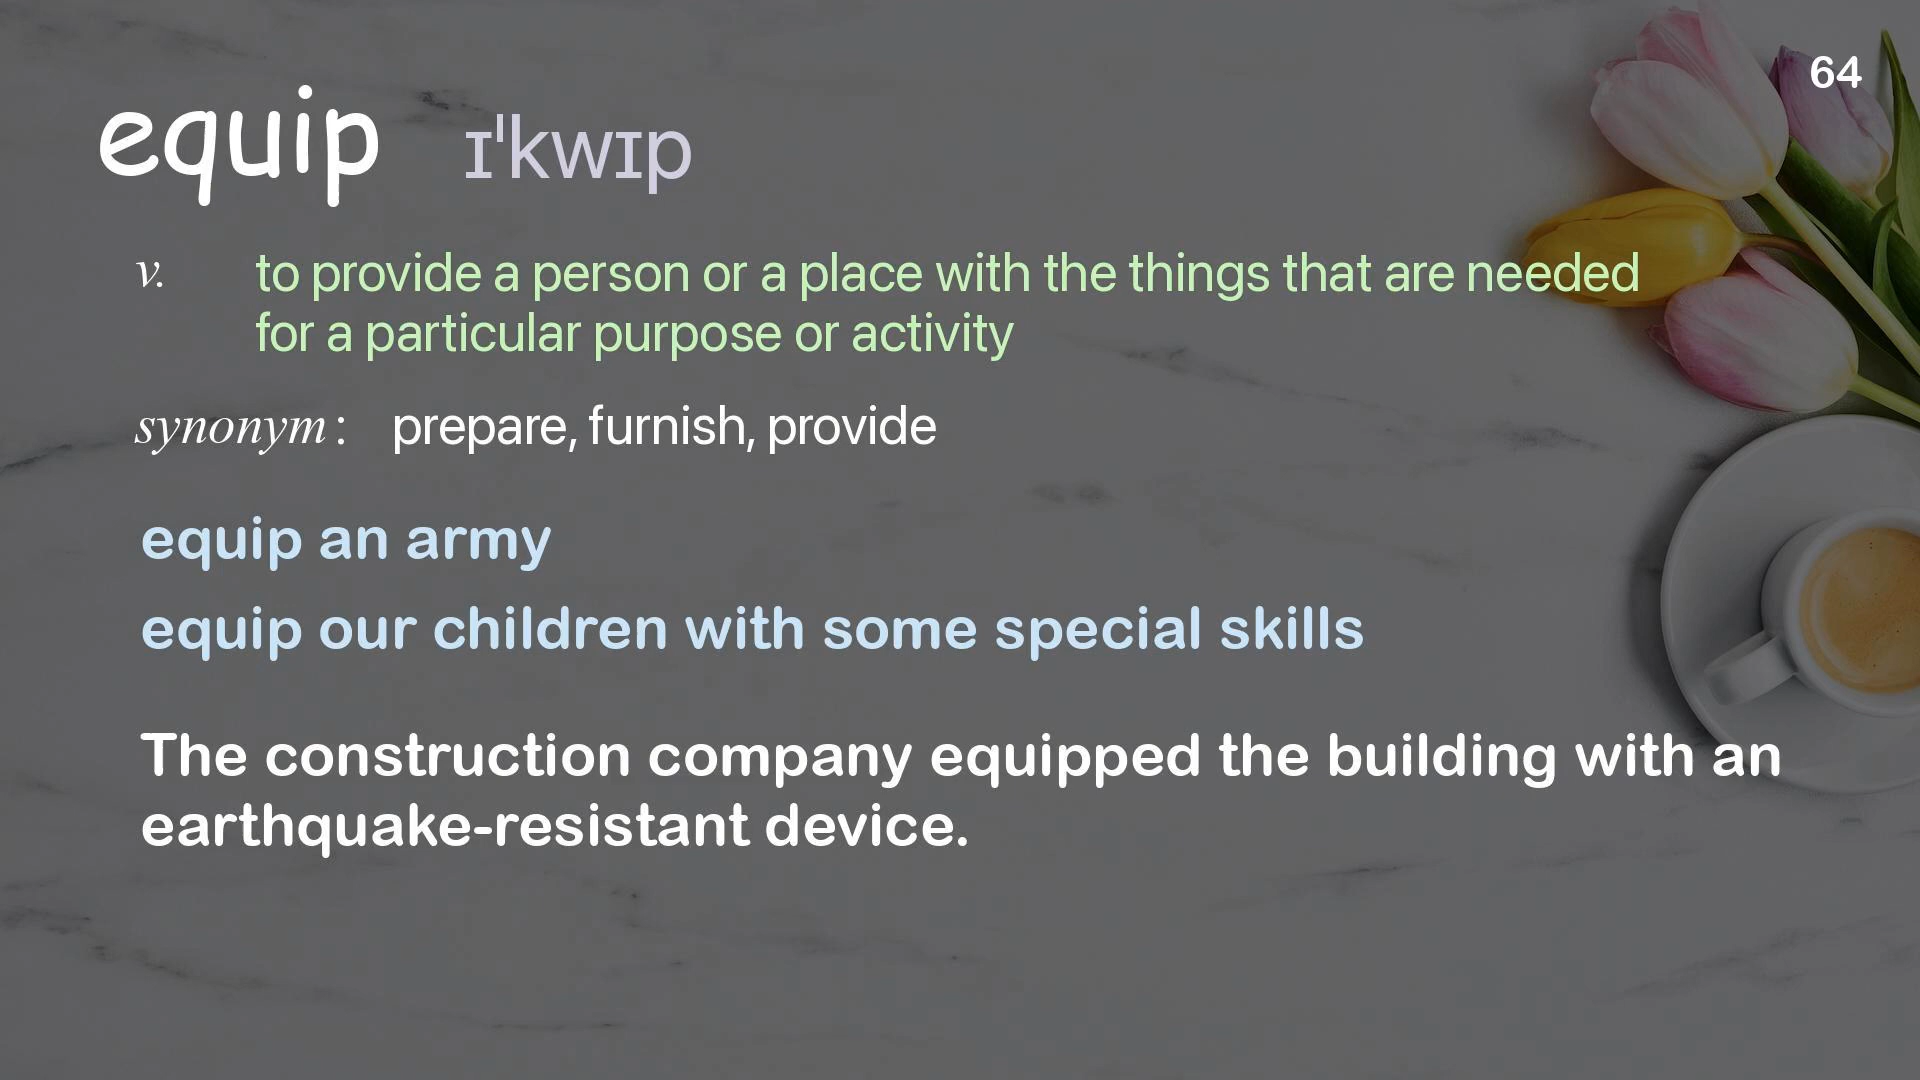 64
equip ɪˈkwɪp
v. to provide a person or a place with the things that are needed
for a particular purpose or activity
synonym: prepare, furnish, provide
equip an army
equip our children with some special skills
The construction company equipped the building with an
earthquake-resistant device.